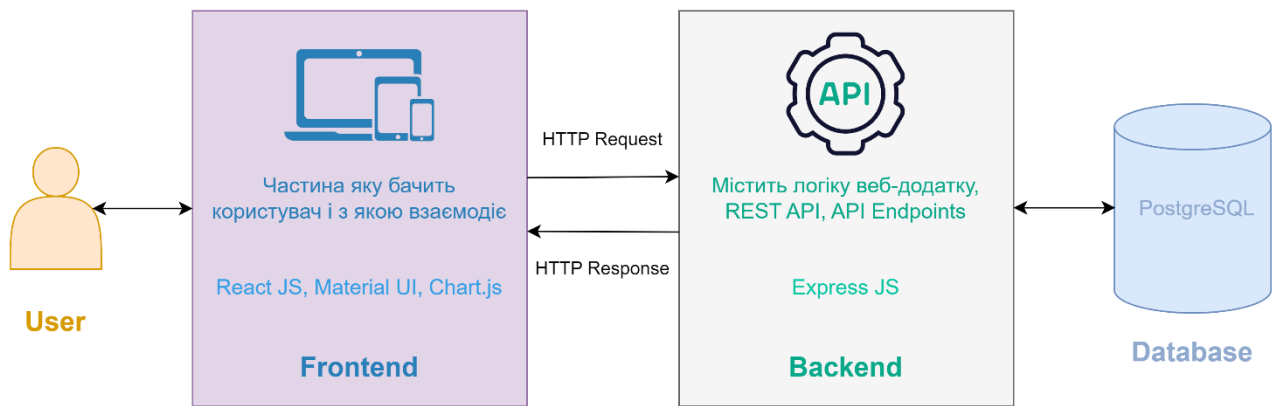 User
Частина яку бачить
користувач і з якою взаємодіє
React JS, Material UI, Chart.js
Frontend
HTTP Request
HTTP Response
API
Містить логіку веб-додатку,
REST API, API Endpoints
Express JS
Backend
PostgreSQL
Database